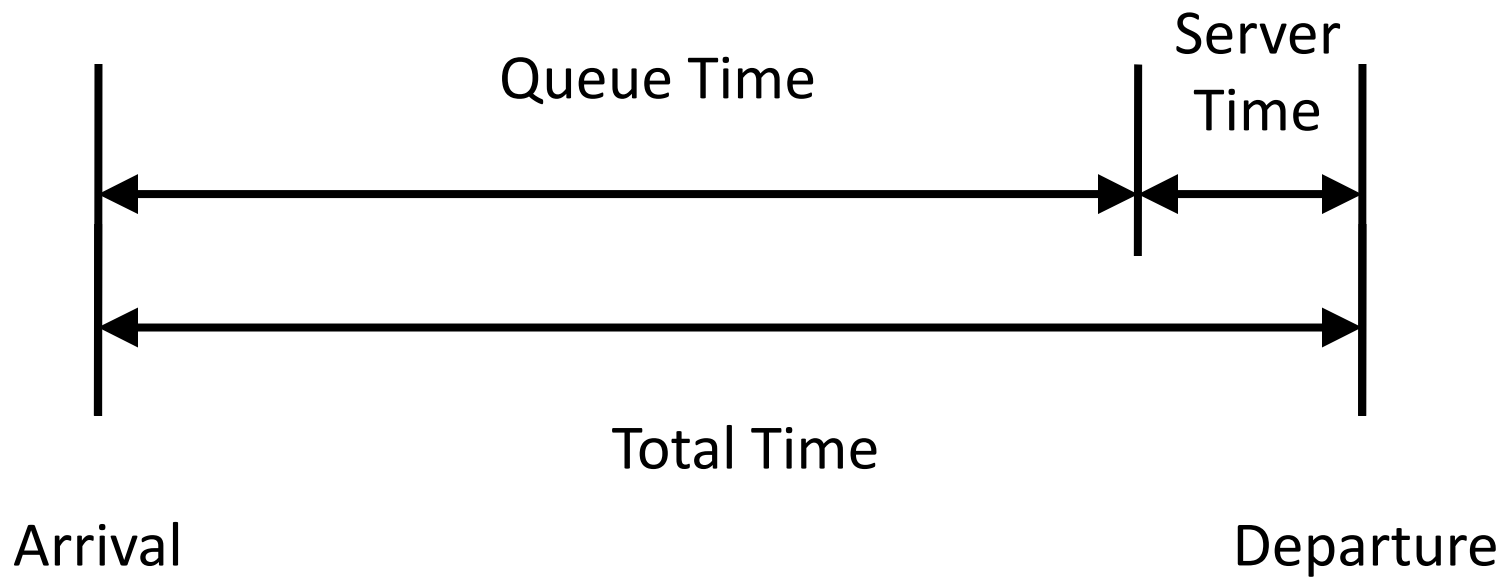 Queue Time
Server
Time
Total Time
Arrival
Departure